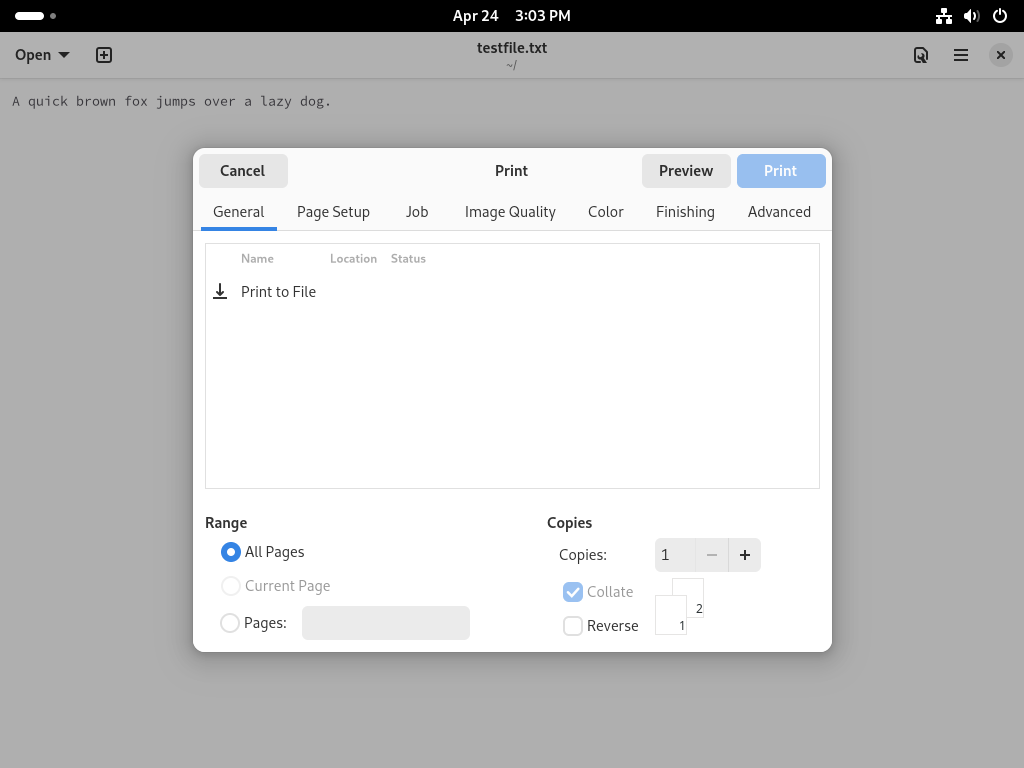 Apr 24 3:03 PM
Open testfile.txt
~/
A quick brown fox jumps over a lazy dog.
Cancel Print Preview Print
General Page Setup Job Image Quality Color Finishing Advanced
Name Location Status
Print to File
Range Copies
All Pages Copies: 1
Current Page Collate
Pages: Reverse
2
1